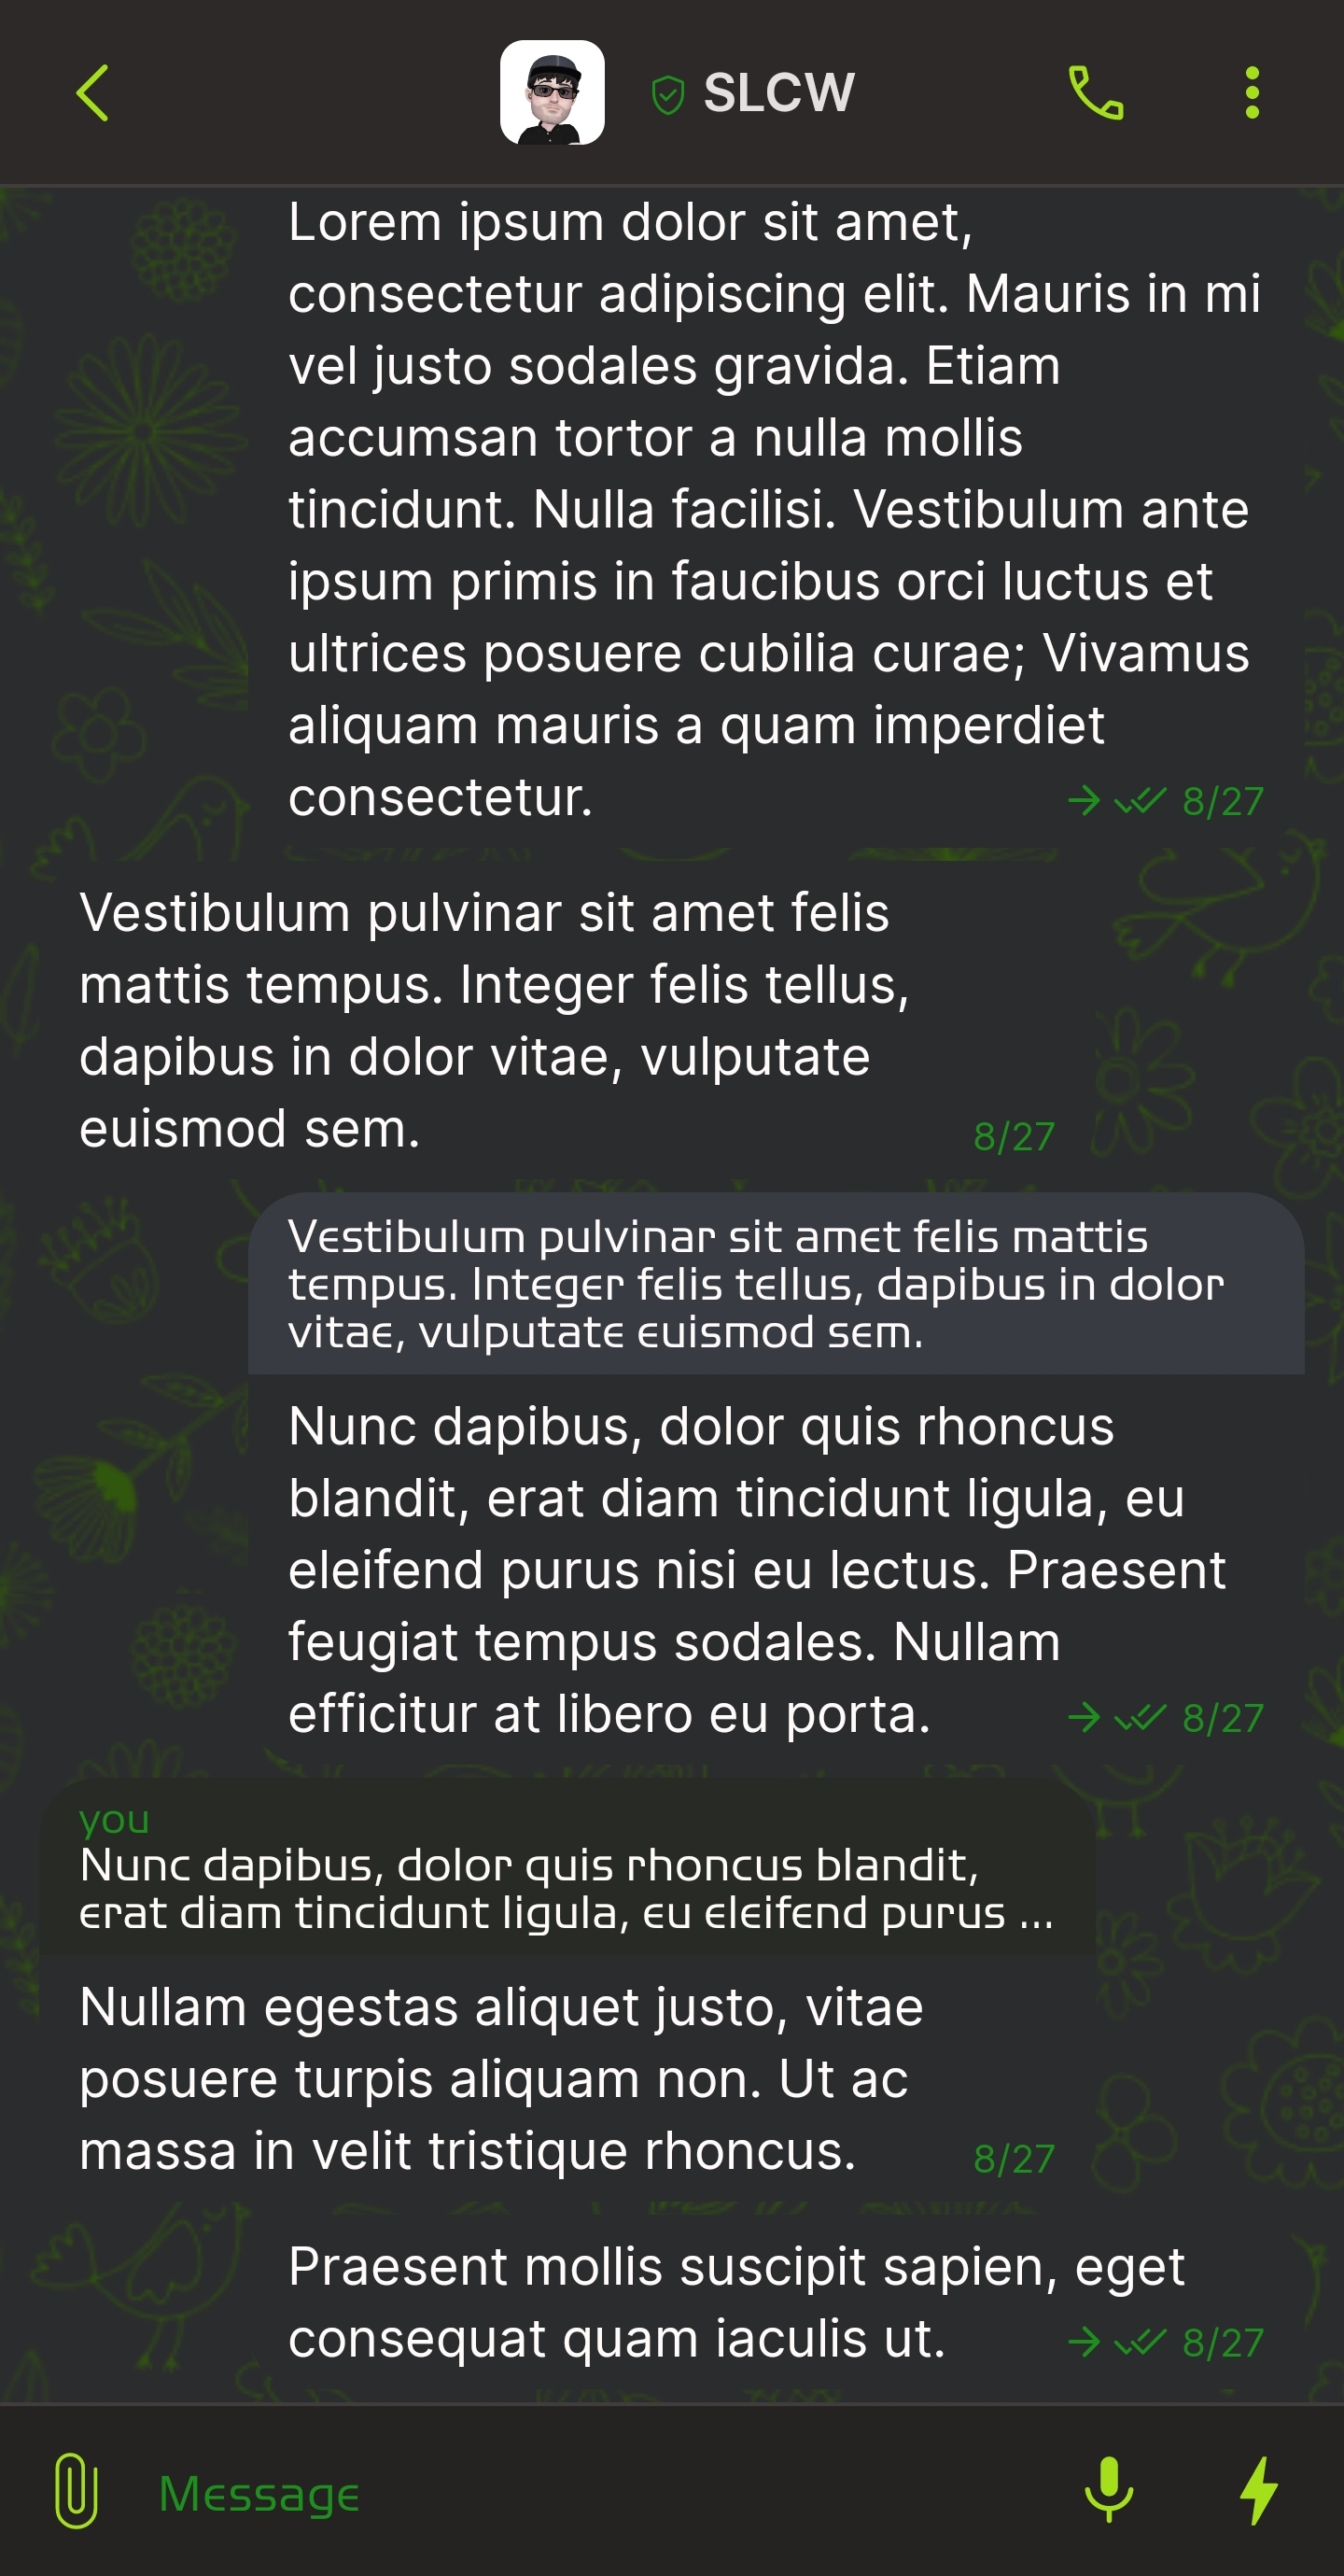 SLCW
Lorem ipsum dolor sit amet,
consectetur adipiscing elit. Mauris in mi
vel justo sodales gravida. Etiam
accumsan tortor a nulla mollis
tincidunt. Nulla facilisi. Vestibulum ante
ipsum primis in faucibus orci luctus et
ultrices posuere cubilia curae; Vivamus
aliquam mauris a quam imperdiet
consectetur.
8/27
Vestibulum pulvinar sit amet felis
mattis tempus. Integer felis tellus,
dapibus in dolor vitae, vulputate
euismod sem.
8/27
Vestibulum pulvinar sit amet felis mattis
tempus. Integer felis tellus, dapibus in dolor
vitae, vulputate euismod sem.
Nunc dapibus, dolor quis rhoncus
blandit, erat diam tincidunt ligula, eu
eleifend purus nisi eu lectus. Praesent
feugiat tempus sodales. Nullam
efficitur at libero eu porta.
8/27
you
Nunc dapibus, dolor quis rhoncus blandit,
erat diam tincidunt ligula, eu eleifend purus ...
Nullam egestas aliquet justo, vitae
posuere turpis aliquam non. Ut ac
massa in velit tristique rhoncus.
8/27
Praesent mollis suscipit sapien, eget
consequat quam iaculis ut.
8/27
Message